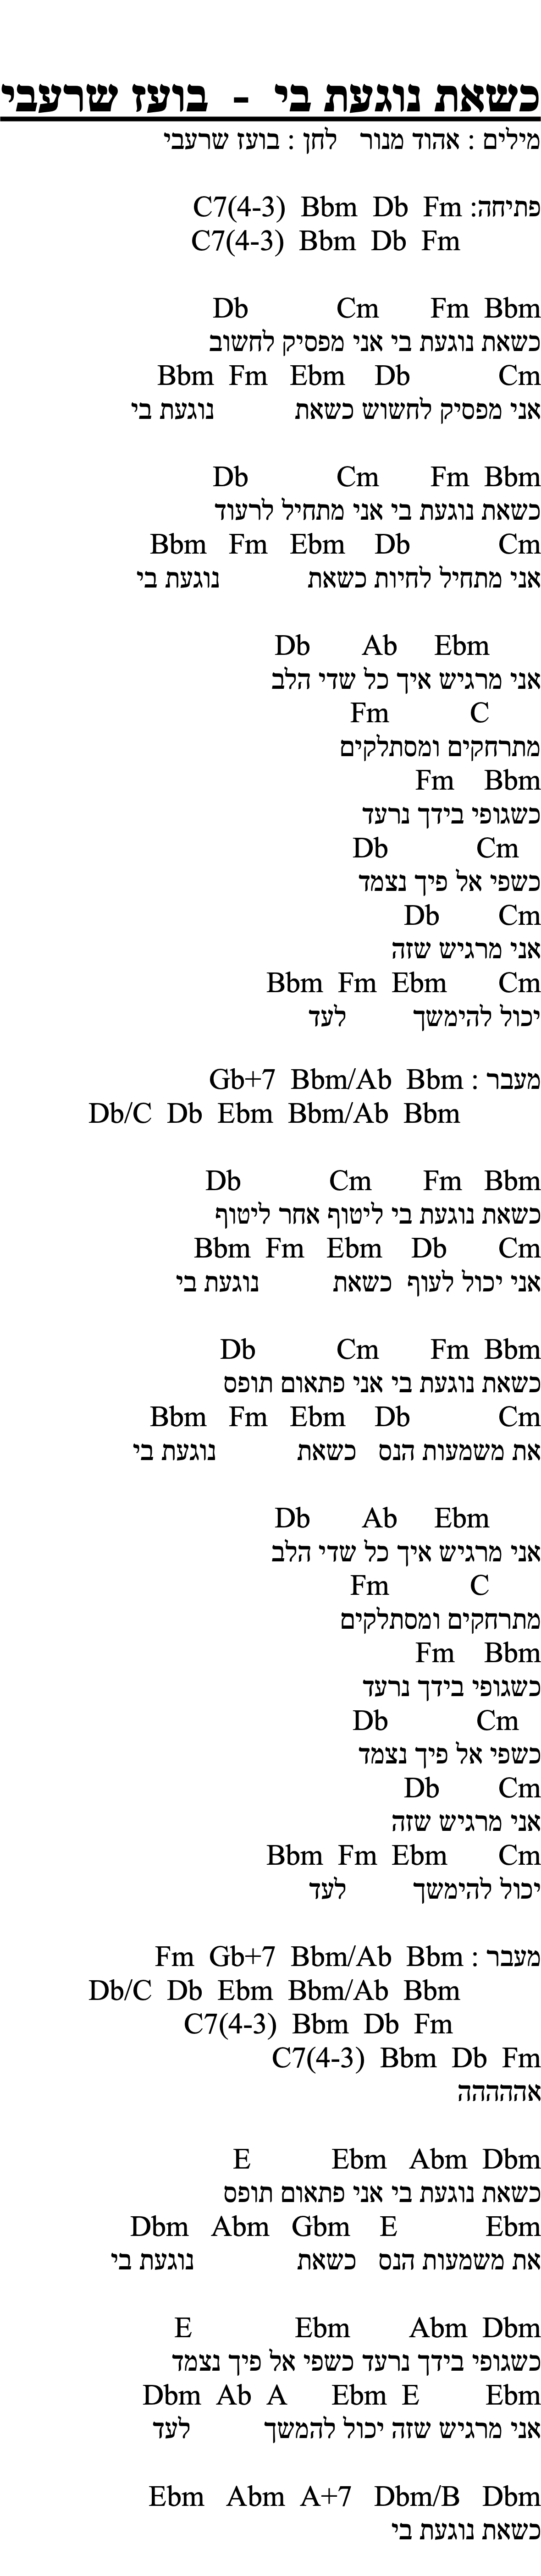 כשאת נוגעת בי - בועז שרעבי
מילים : אהוד מנור לחן : בועז שרעבי
פתיחה: C7(4-3) Bbm Db Fm
C7(4-3) Bbm Db Fm
Db Cm Fm Bbm
כשאת נוגעת בי אני מפסיק לחשוב
Bbm Fm Ebm Db Cm
אני מפסיק לחשוש כשאת נוגעת בי
Db Cm Fm Bbm
כשאת נוגעת בי אני מתחיל לרעוד
Bbm Fm Ebm Db Cm
אני מתחיל לחיות כשאת נוגעת בי
Db Ab Ebm
אני מרגיש איך כל שדי הלב
Fm C
מתרחקים ומסתלקים
Fm Bbm
כשגופי בידך נרעד
Db Cm
כשפי אל פיך נצמד
Db Cm
אני מרגיש שזה
Bbm Fm Ebm Cm
יכול להימשך לעד
מעבר : Gb+7 Bbm/Ab Bbm
Db/C Db Ebm Bbm/Ab Bbm
Db Cm Fm Bbm
כשאת נוגעת בי ליטוף אחר ליטוף
Bbm Fm Ebm Db Cm
אני יכול לעוף כשאת נוגעת בי
Db Cm Fm Bbm
כשאת נוגעת בי אני פתאום תופס
Bbm Fm Ebm Db Cm
את משמעות הנס כשאת נוגעת בי
Db Ab Ebm
אני מרגיש איך כל שדי הלב
Fm C
מתרחקים ומסתלקים
Fm Bbm
כשגופי בידך נרעד
Db Cm
כשפי אל פיך נצמד
Db Cm
אני מרגיש שזה
Bbm Fm Ebm Cm
יכול להימשך לעד
מעבר : Fm Gb+7 Bbm/Ab Bbm
Db/C Db Ebm Bbm/Ab Bbm
C7(4-3) Bbm Db Fm
C7(4-3) Bbm Db Fm
אההההה
E Ebm Abm Dbm
כשאת נוגעת בי אני פתאום תופס
Dbm Abm Gbm E Ebm
את משמעות הנס כשאת נוגעת בי
E Ebm Abm Dbm
כשגופי בידך נרעד כשפי אל פיך נצמד
Dbm Ab A Ebm E Ebm
אני מרגיש שזה יכול להמשך לעד
Ebm Abm A+7 Dbm/B Dbm
כשאת נוגעת בי